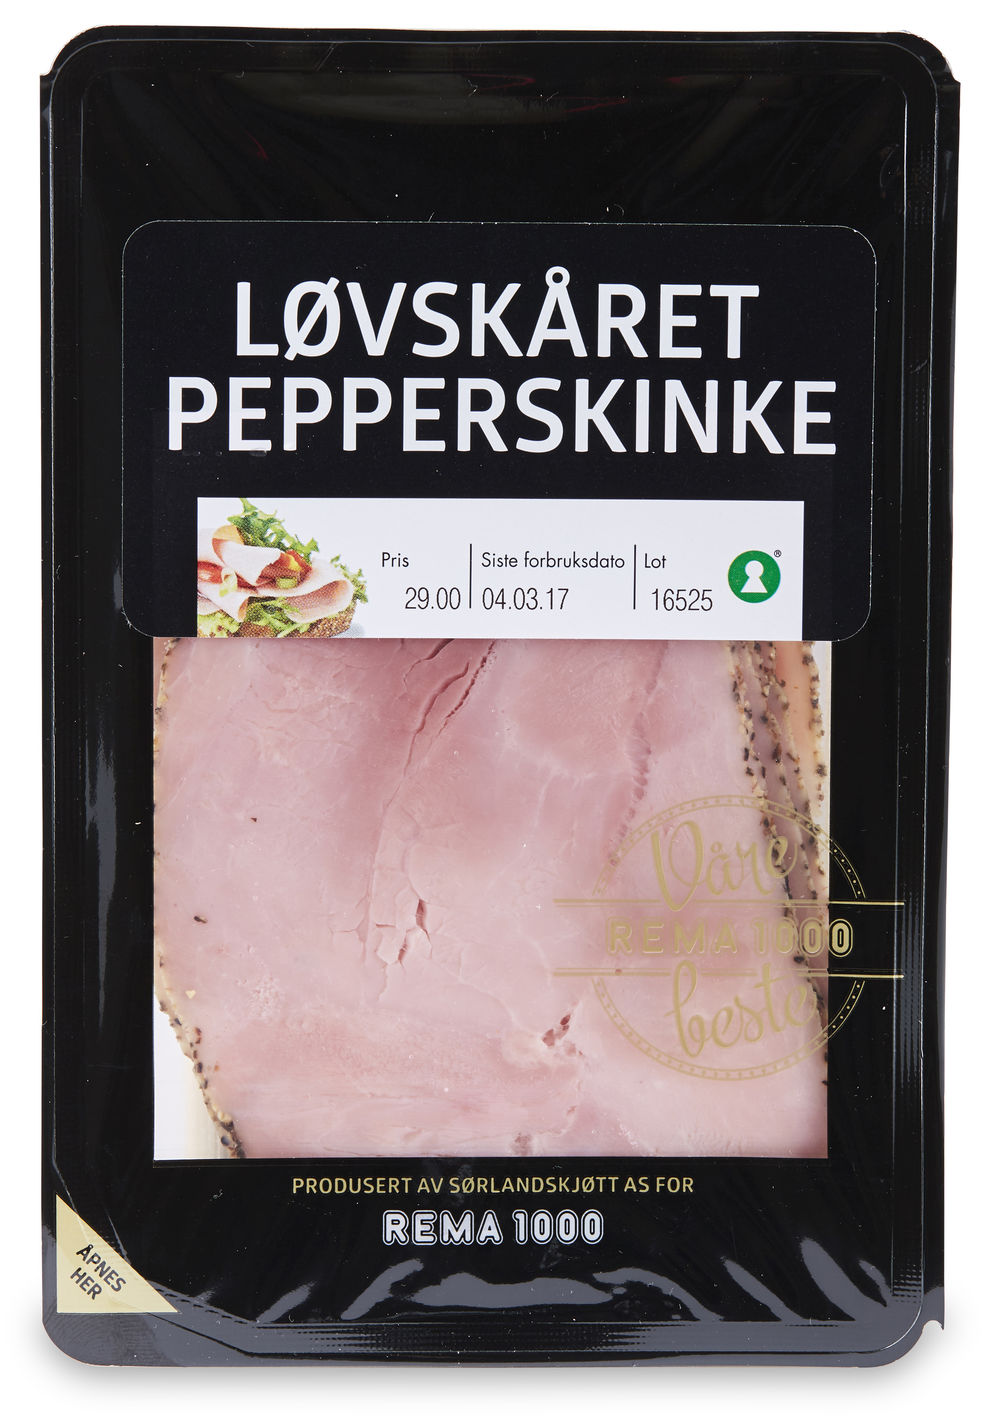 LØVSKÅRET
PEPPERSKINKE
Pris
Siste forbruksdato
Lot
29.00
04.03.17
16525
®
Våre
REMA 1000
beste
PRODUSERT AV SØRLANDSKJØTT AS FOR
REMA 1000
ÅPNES
HER